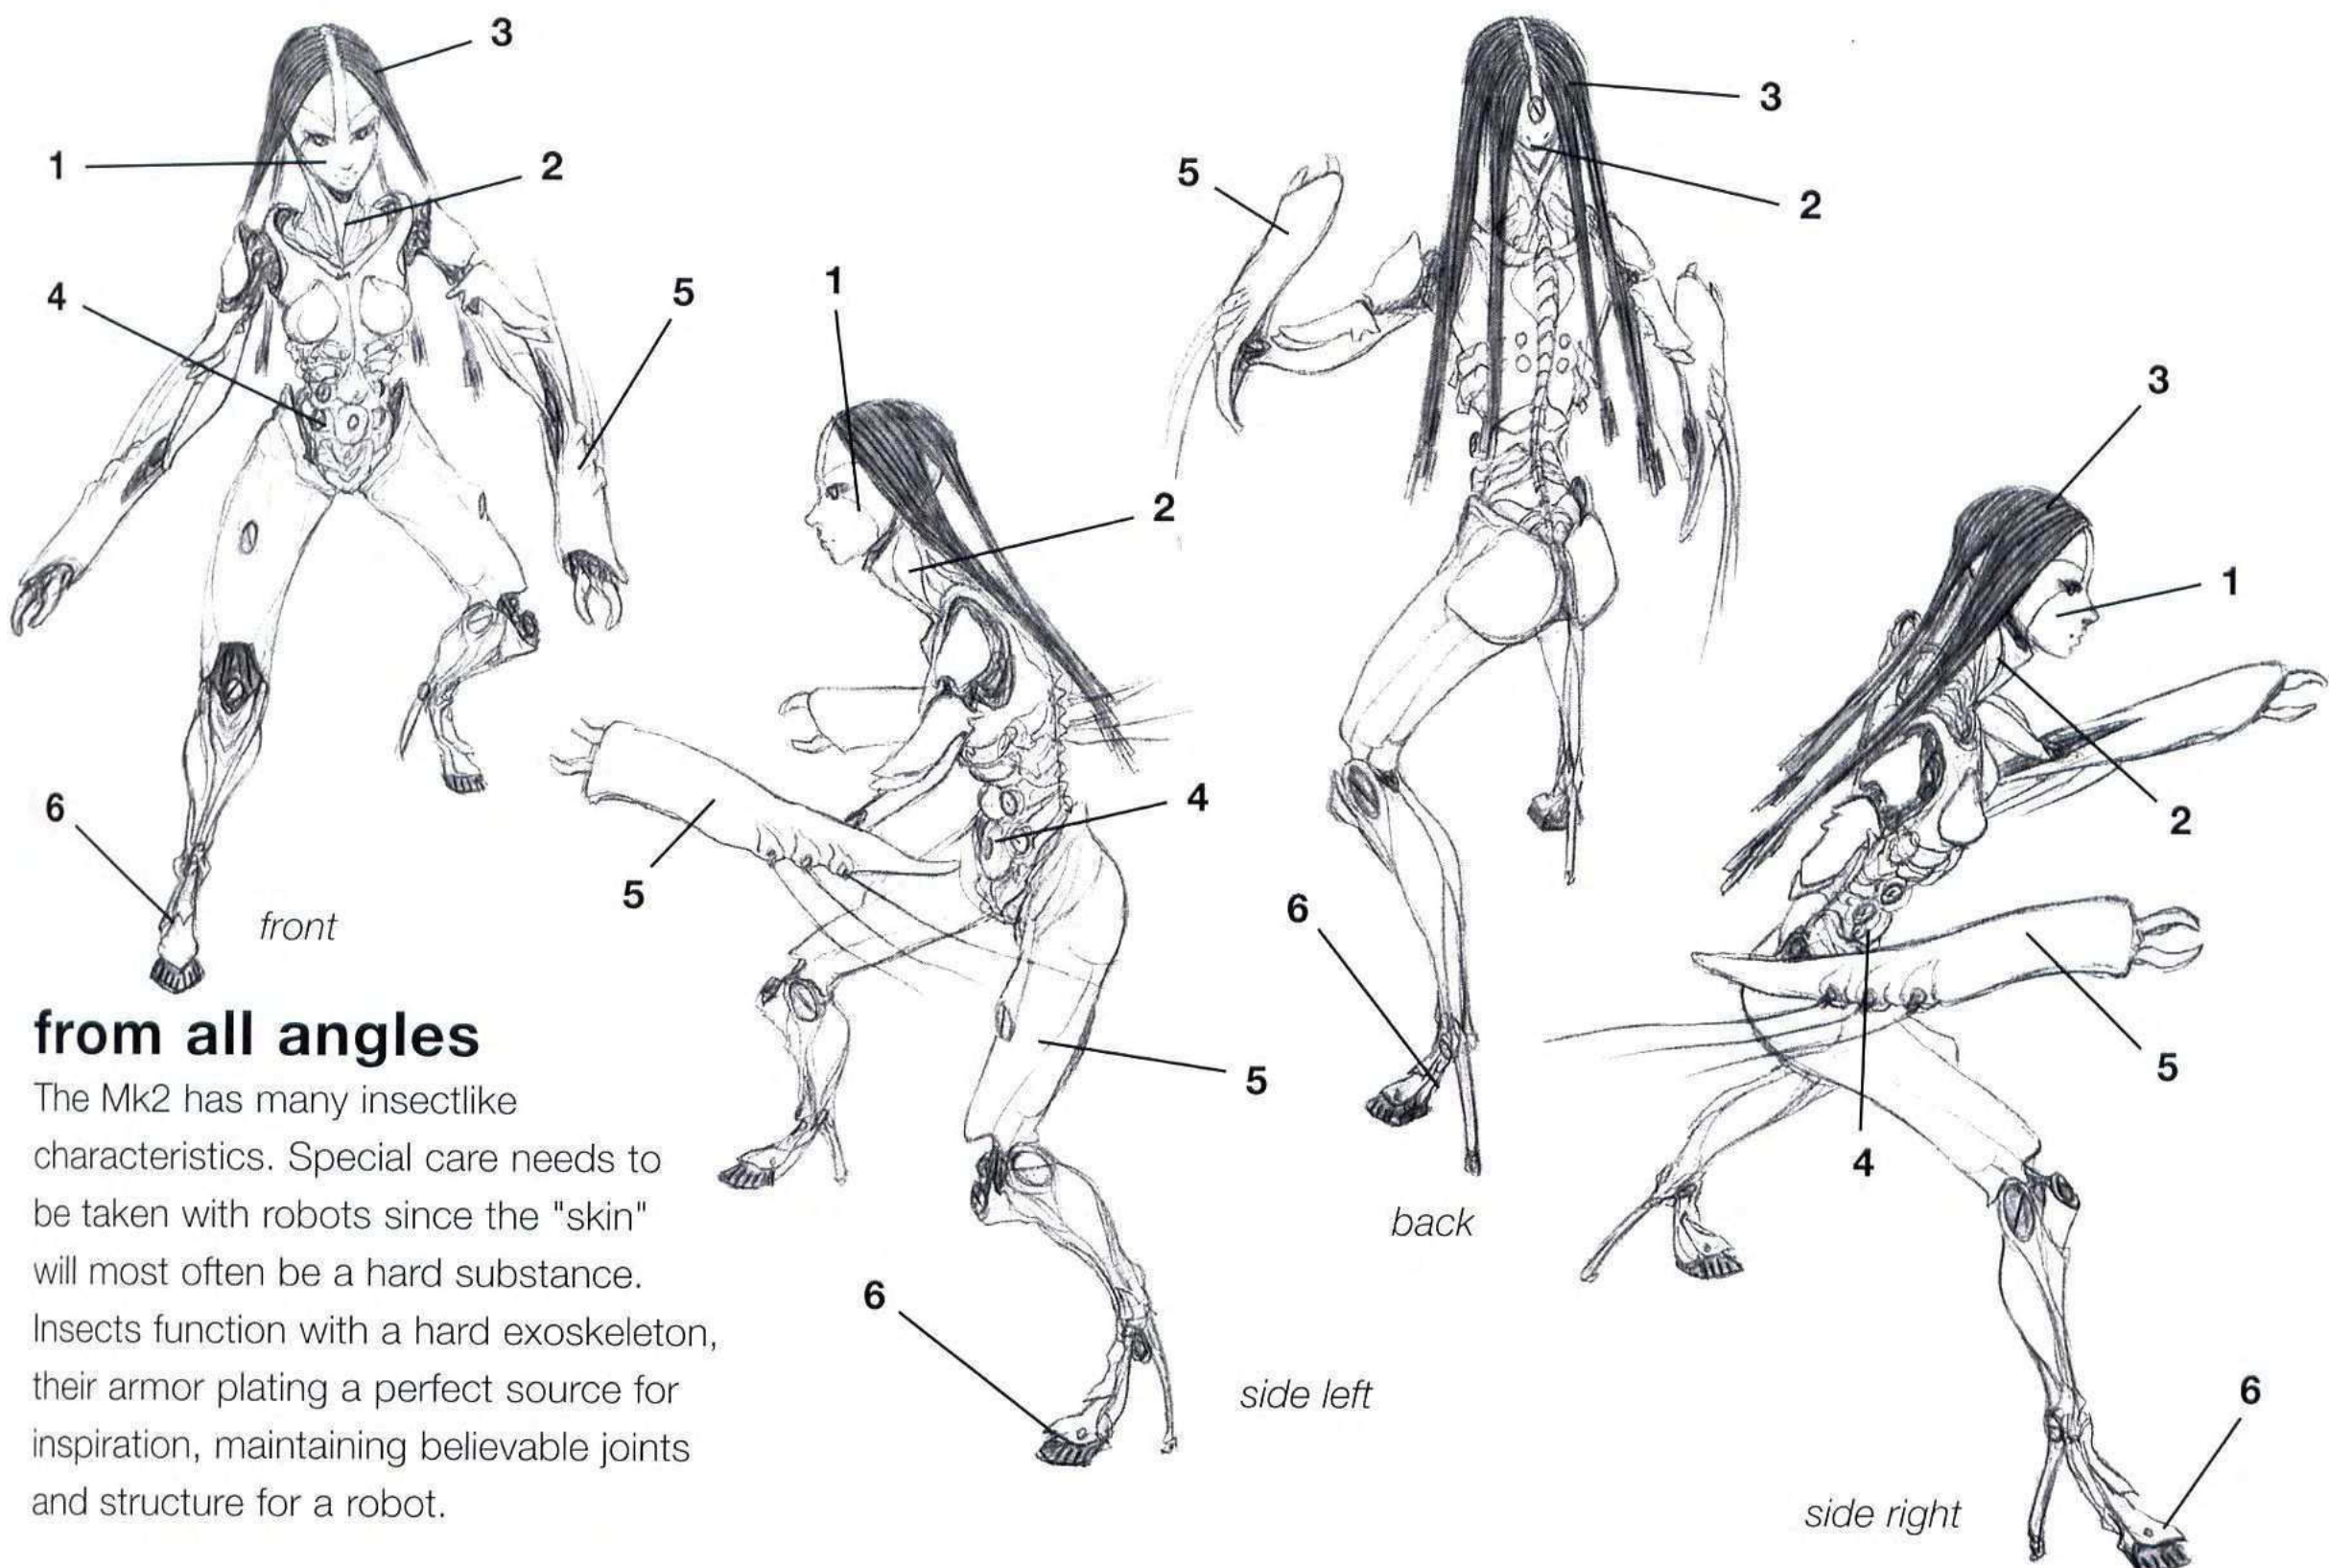 3
1
2
4
5
6
front
1
2
4
5
5
6
side left
3
5
2
6
back
3
1
2
5
4
6
side right
from all angles
The Mk2 has many insectlike
characteristics. Special care needs to
be taken with robots since the "skin"
will most often be a hard substance.
Insects function with a hard exoskeleton,
their armor plating a perfect source for
inspiration, maintaining believable joints
and structure for a robot.